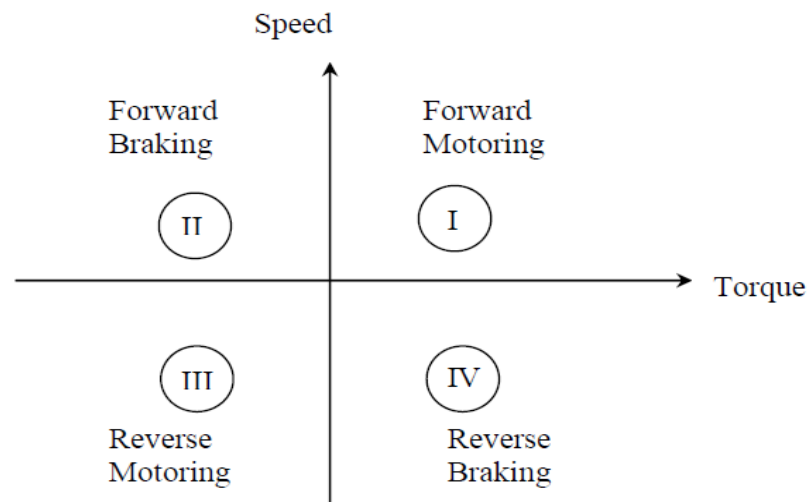 Speed
Forward
Braking
Forward
Motoring
II
I
Torque
III
IV
Reverse
Motoring
Reverse
Braking